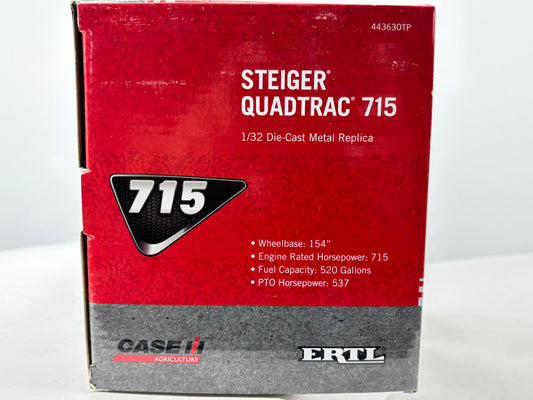 443630TP
STEIGER®
QUADTRAC® 715
1/32 Die-Cast Metal Replica
715
• Wheelbase: 154"
• Engine Rated Horsepower: 715
• Fuel Capacity: 520 Gallons
• PTO Horsepower: 537
CASE IH
AGRICULTURE
ERTL